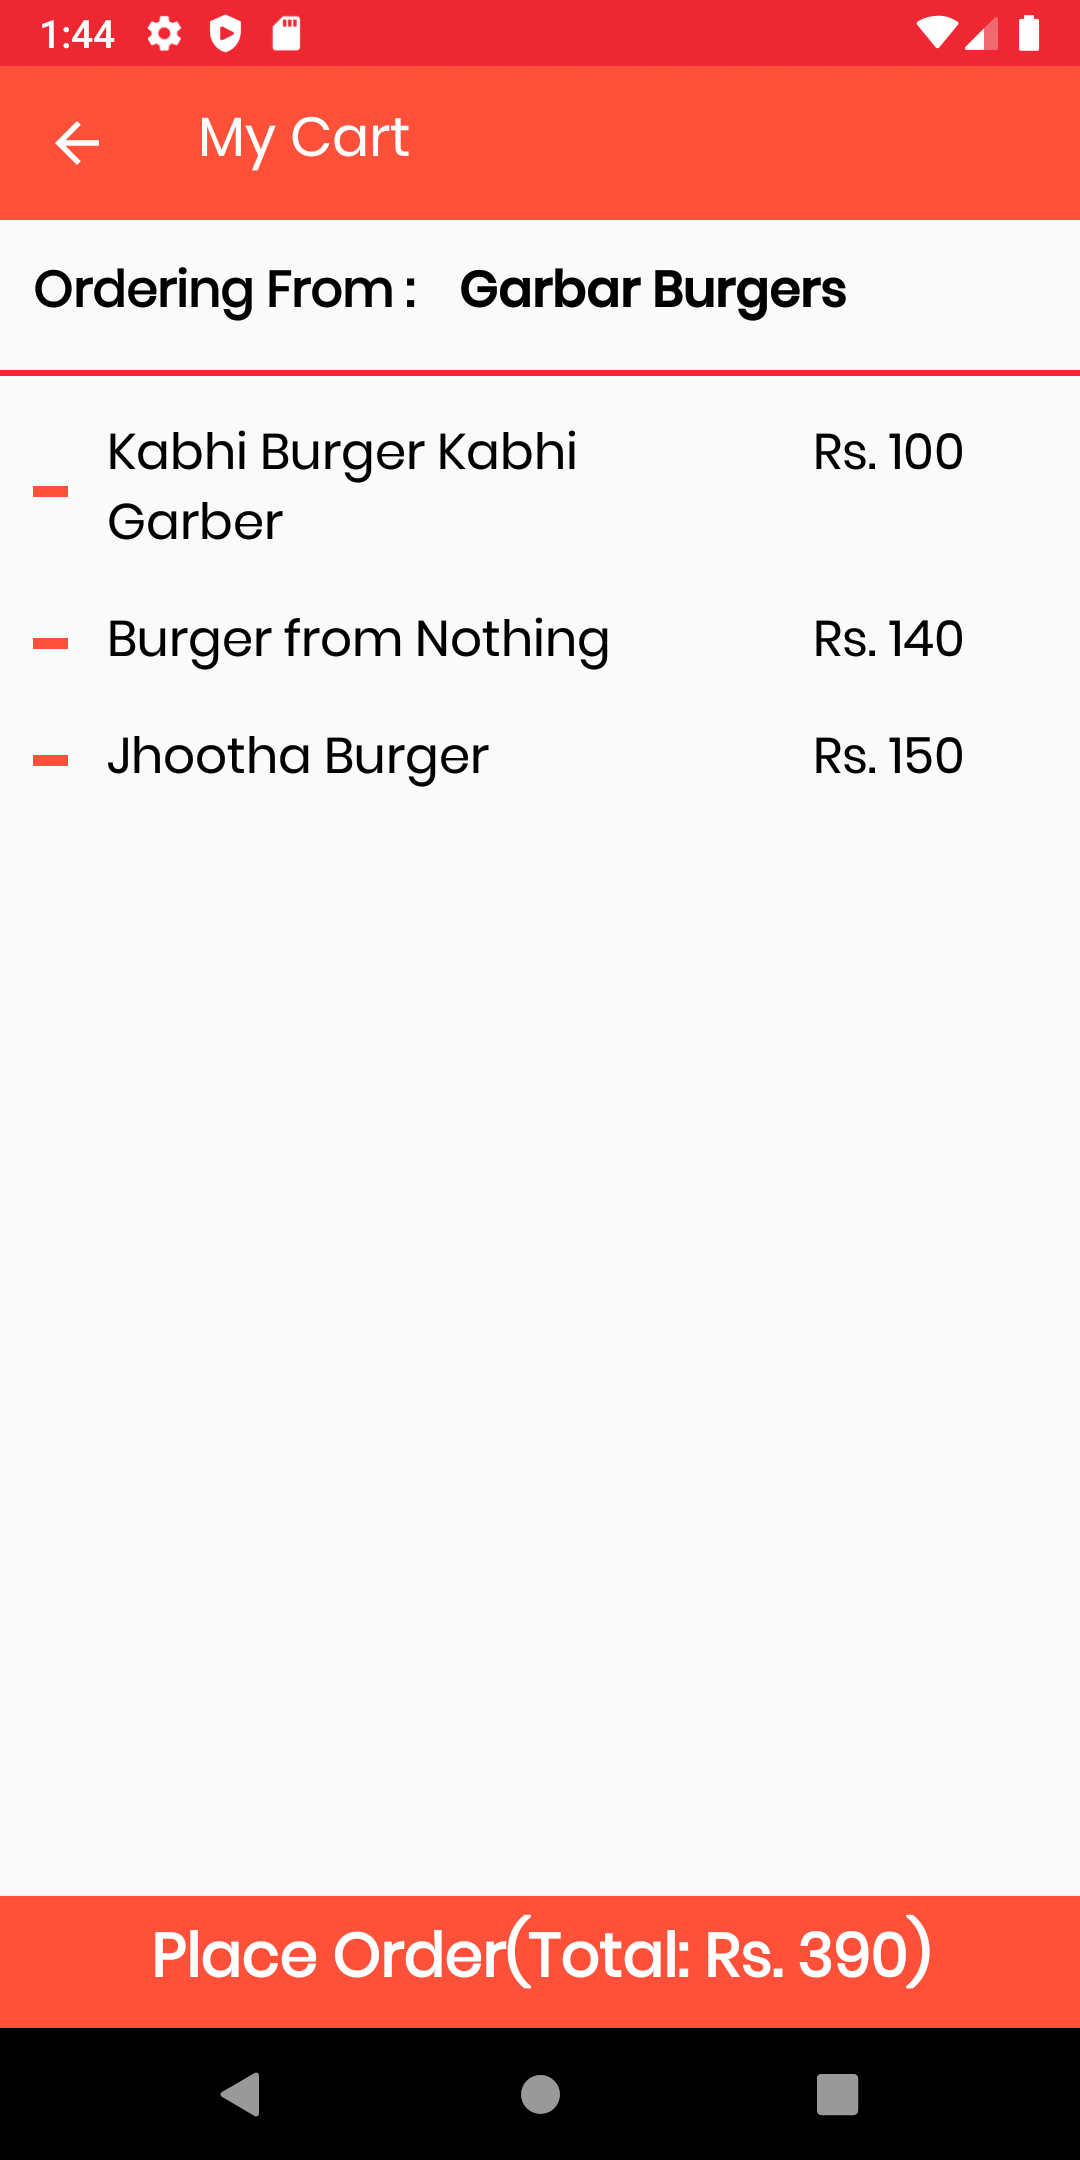 1:44
My Cart
Ordering From : Garbar Burgers
Kabhi Burger Kabhi Rs. 100
Garber
Burger from Nothing Rs. 140
Jhootha Burger Rs. 150
Place Order(Total: Rs. 390)